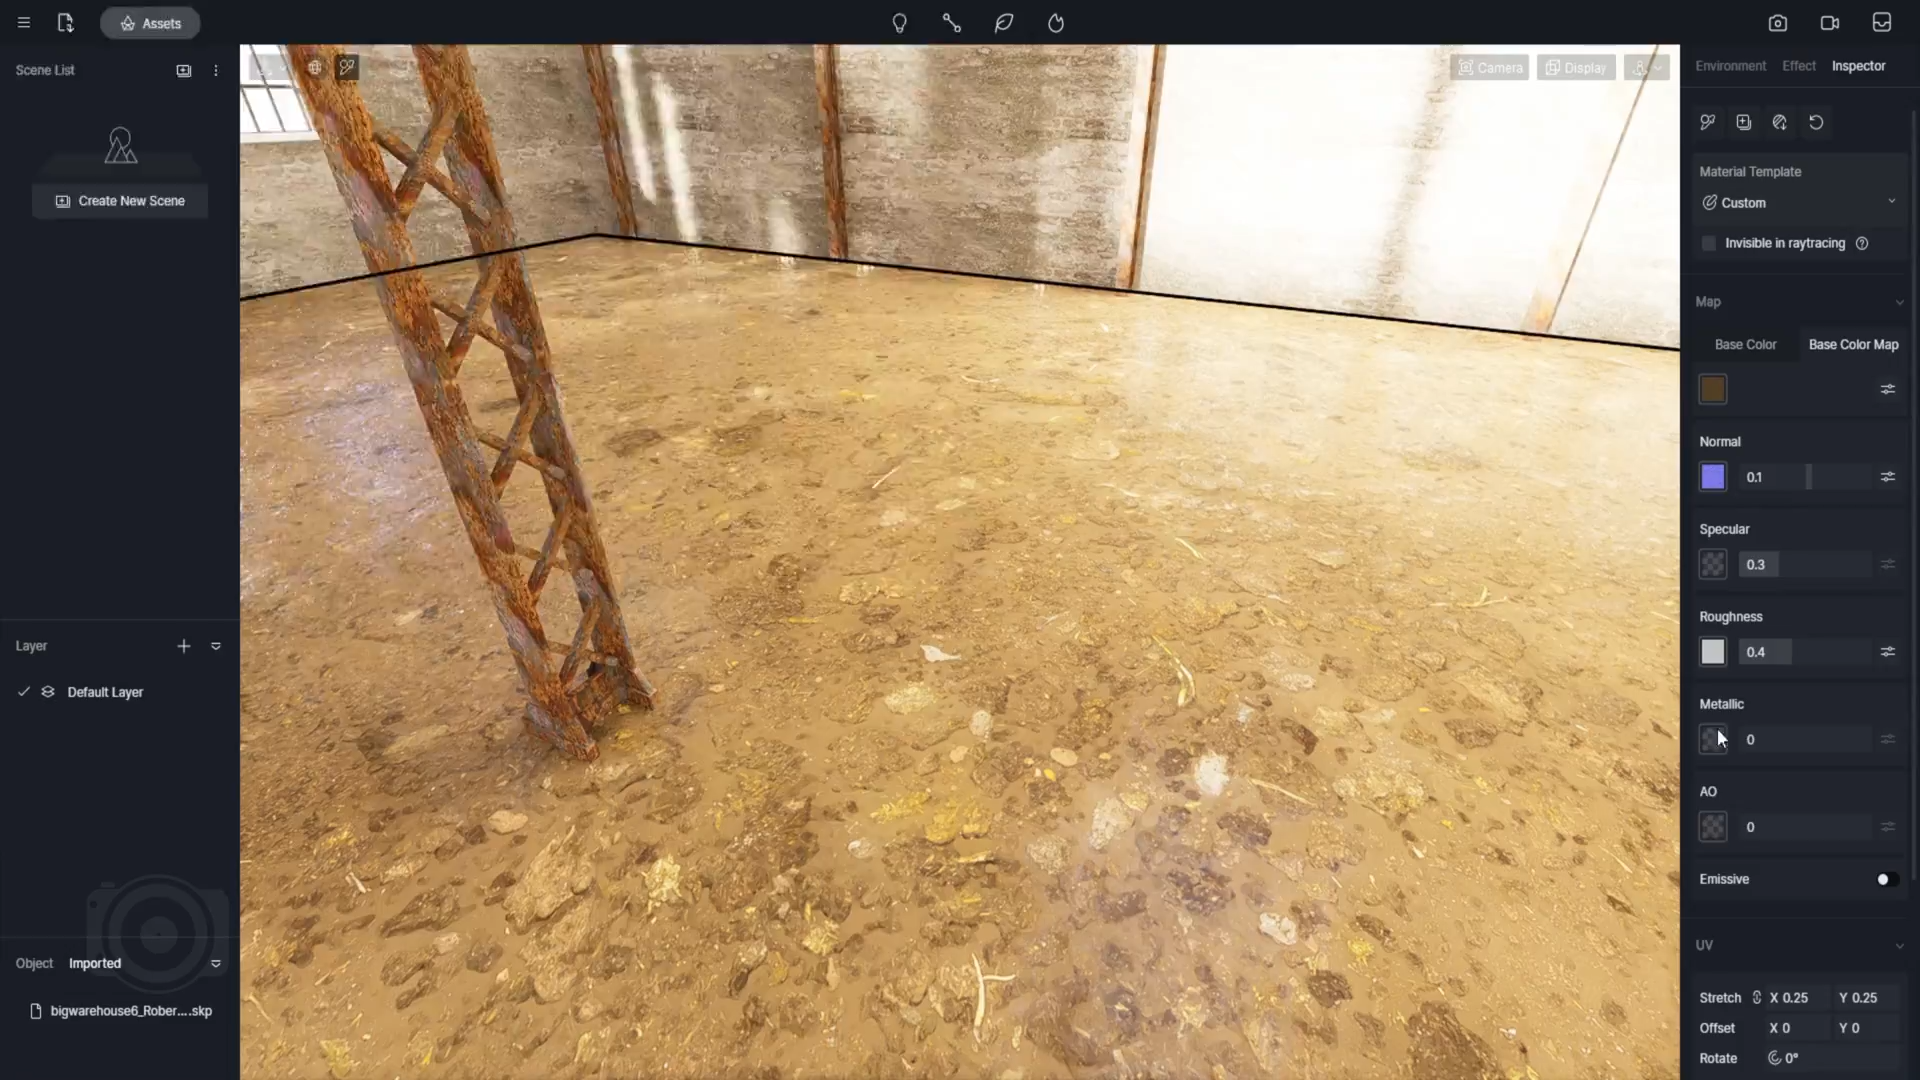 Assets
Scene List
Create New Scene
Layer
Default Layer
Object Imported
bigwarehouse6_Rober....skp
Camera
Display
Environment Effect Inspector
Material Template
Custom
Invisible in raytracing
Map
Base Color Base Color Map
Normal
0.1
Specular
0.3
Roughness
0.4
Metallic
0
AO
0
Emissive
UV
Stretch X 0.25 Y 0.25
Offset X 0 Y 0
Rotate 0°